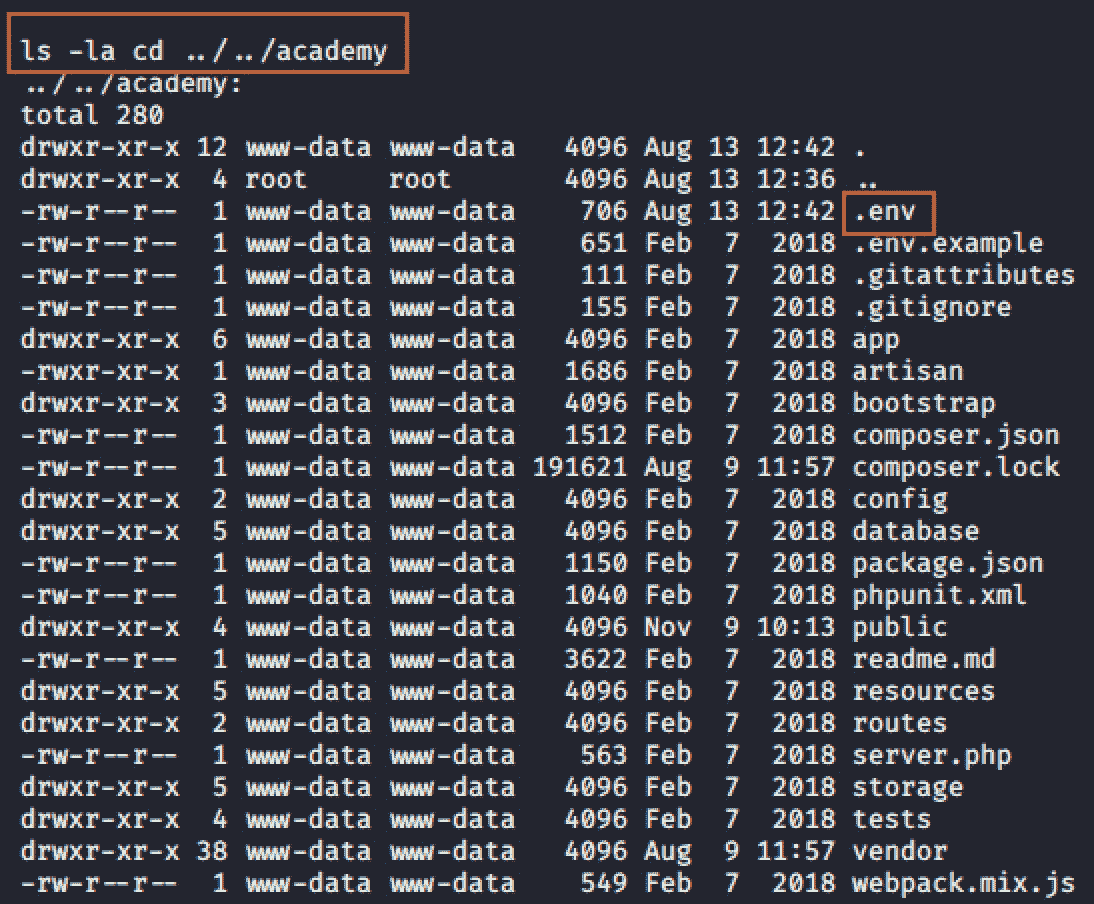 ls -la cd ../../academy
../../academy:
total 280
drwxr-xr-x 12 www-data www-data   4096 Aug 13 12:42 .
drwxr-xr-x  4 root     root       4096 Aug 13 12:36 ..
-rw-r--r--  1 www-data www-data    706 Aug 13 12:42 .env
-rw-r--r--  1 www-data www-data    651 Feb  7  2018 .env.example
-rw-r--r--  1 www-data www-data    111 Feb  7  2018 .gitattributes
-rw-r--r--  1 www-data www-data    155 Feb  7  2018 .gitignore
drwxr-xr-x  6 www-data www-data   4096 Feb  7  2018 app
-rwxr-xr-x  1 www-data www-data   1686 Feb  7  2018 artisan
drwxr-xr-x  3 www-data www-data   4096 Feb  7  2018 bootstrap
-rw-r--r--  1 www-data www-data   1512 Feb  7  2018 composer.json
-rw-r--r--  1 www-data www-data 191621 Aug  9 11:57 composer.lock
drwxr-xr-x  2 www-data www-data   4096 Feb  7  2018 config
drwxr-xr-x  5 www-data www-data   4096 Feb  7  2018 database
-rw-r--r--  1 www-data www-data   1150 Feb  7  2018 package.json
-rw-r--r--  1 www-data www-data   1040 Feb  7  2018 phpunit.xml
drwxr-xr-x  4 www-data www-data   4096 Nov  9 10:13 public
-rw-r--r--  1 www-data www-data   3622 Feb  7  2018 readme.md
drwxr-xr-x  5 www-data www-data   4096 Feb  7  2018 resources
drwxr-xr-x  2 www-data www-data   4096 Feb  7  2018 routes
-rw-r--r--  1 www-data www-data    563 Feb  7  2018 server.php
drwxr-xr-x  5 www-data www-data   4096 Feb  7  2018 storage
drwxr-xr-x  4 www-data www-data   4096 Feb  7  2018 tests
drwxr-xr-x 38 www-data www-data   4096 Aug  9 11:57 vendor
-rw-r--r--  1 www-data www-data    549 Feb  7  2018 webpack.mix.js